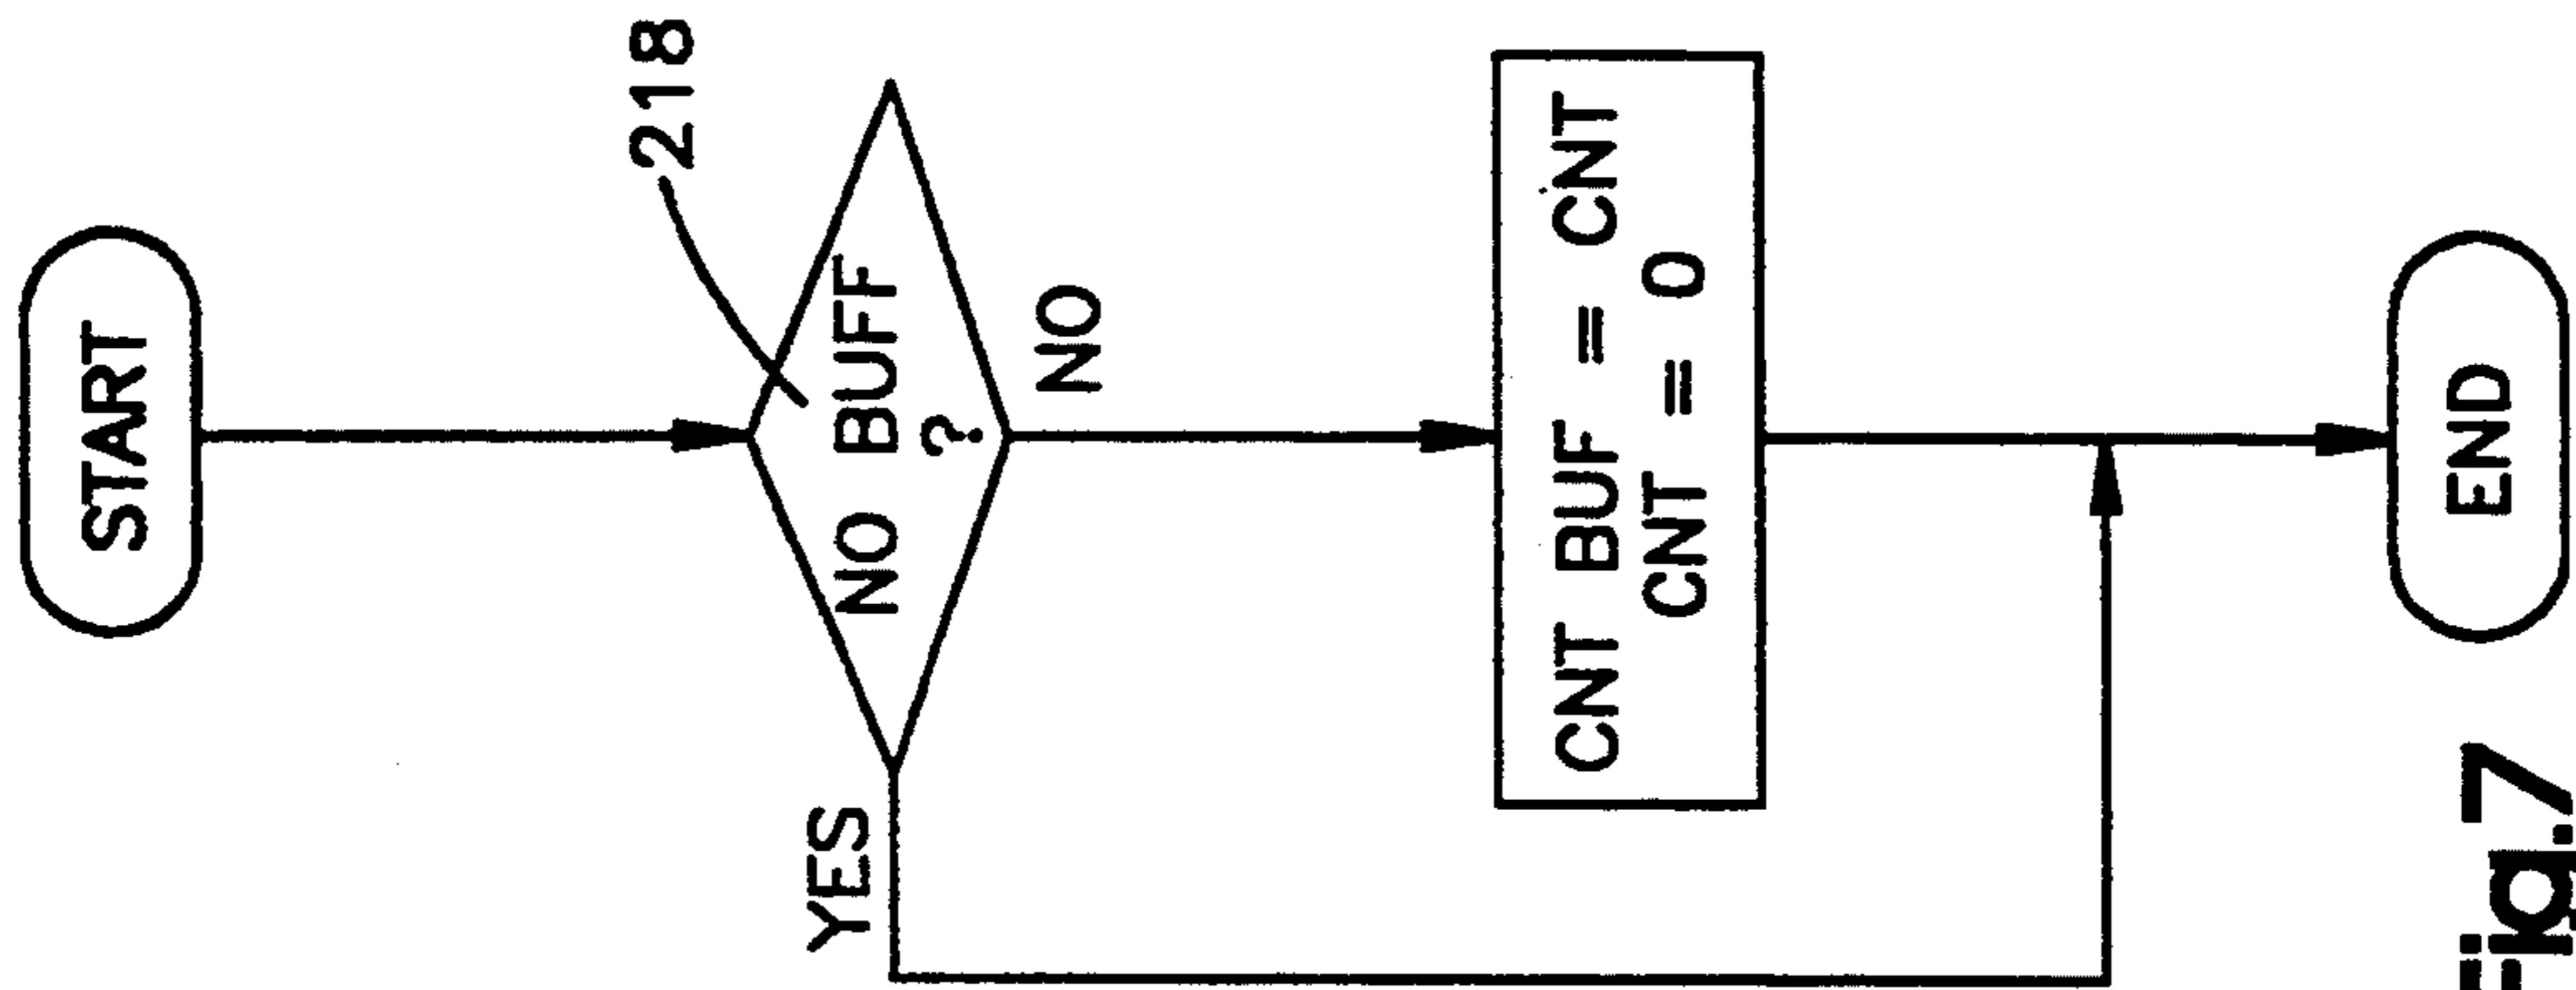 START
218
NO BUFF
?
YES
NO
CNT BUF = CNT
CNT = 0
END
Fig.7